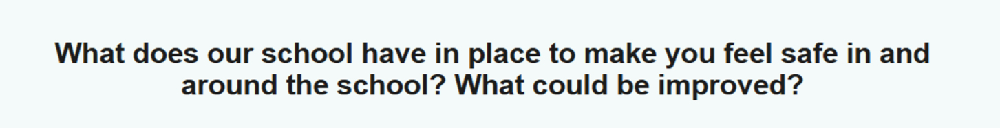 What does our school have in place to make you feel safe in and
around the school? What could be improved?